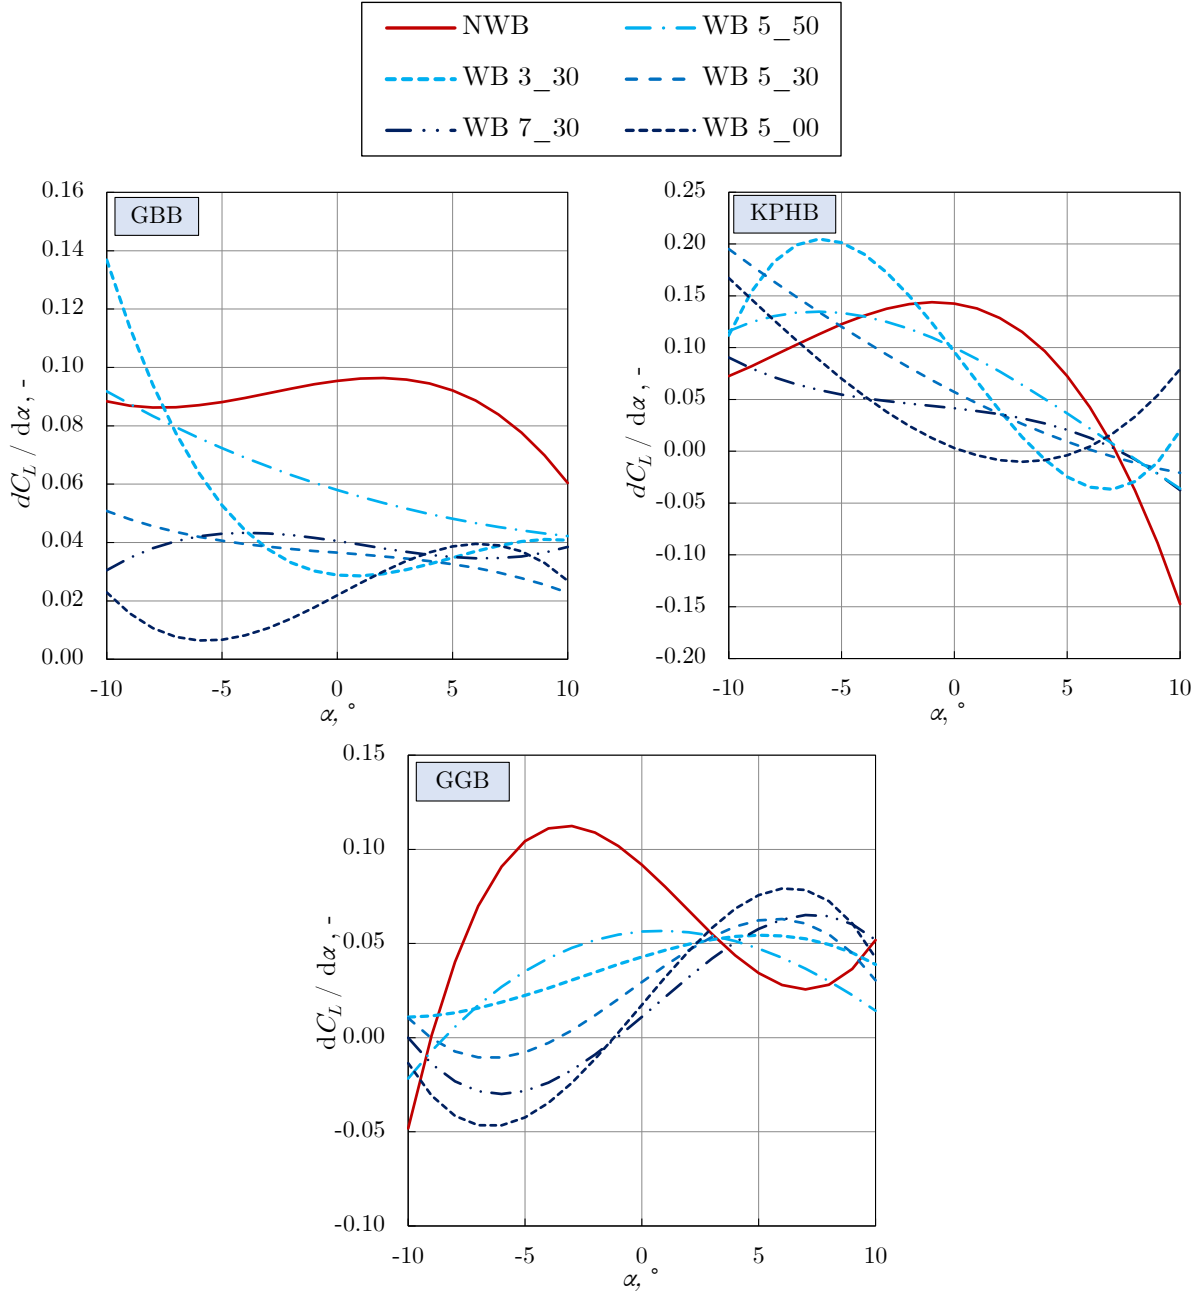 NWB
WB 5_50
WB 3_30
WB 5_30
WB 7_30
WB 5_00
GBB
0.16
0.14
0.12
0.10
0.08
0.06
0.04
0.02
0.00
dC_L / dα, -
-10
-5
0
5
10
α, °
KPHB
0.25
0.20
0.15
0.10
0.05
0.00
-0.05
-0.10
-0.15
-0.20
dC_L / dα, -
-10
-5
0
5
10
α, °
GGB
0.15
0.10
0.05
0.00
-0.05
-0.10
dC_L / dα, -
-10
-5
0
5
10
α, °